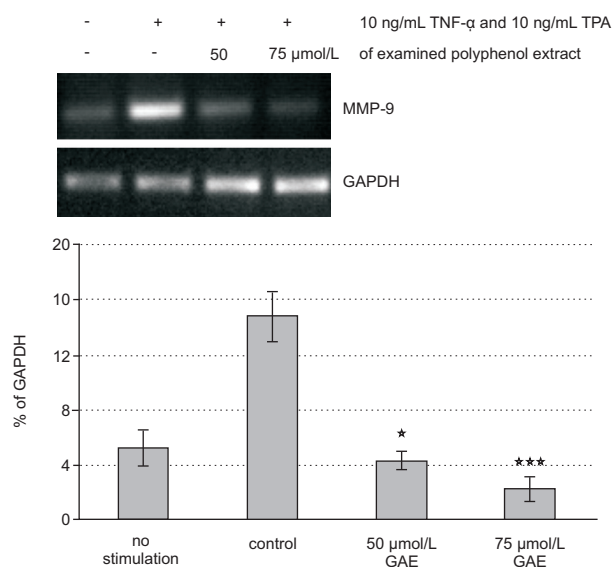 - + + + 10 ng/mL TNF-α and 10 ng/mL TPA
- - 50 75 µmol/L of examined polyphenol extract
MMP-9
GAPDH
% of GAPDH
20
10
12
8
4
0
★
★★★
no stimulation
control
50 µmol/L GAE
75 µmol/L GAE